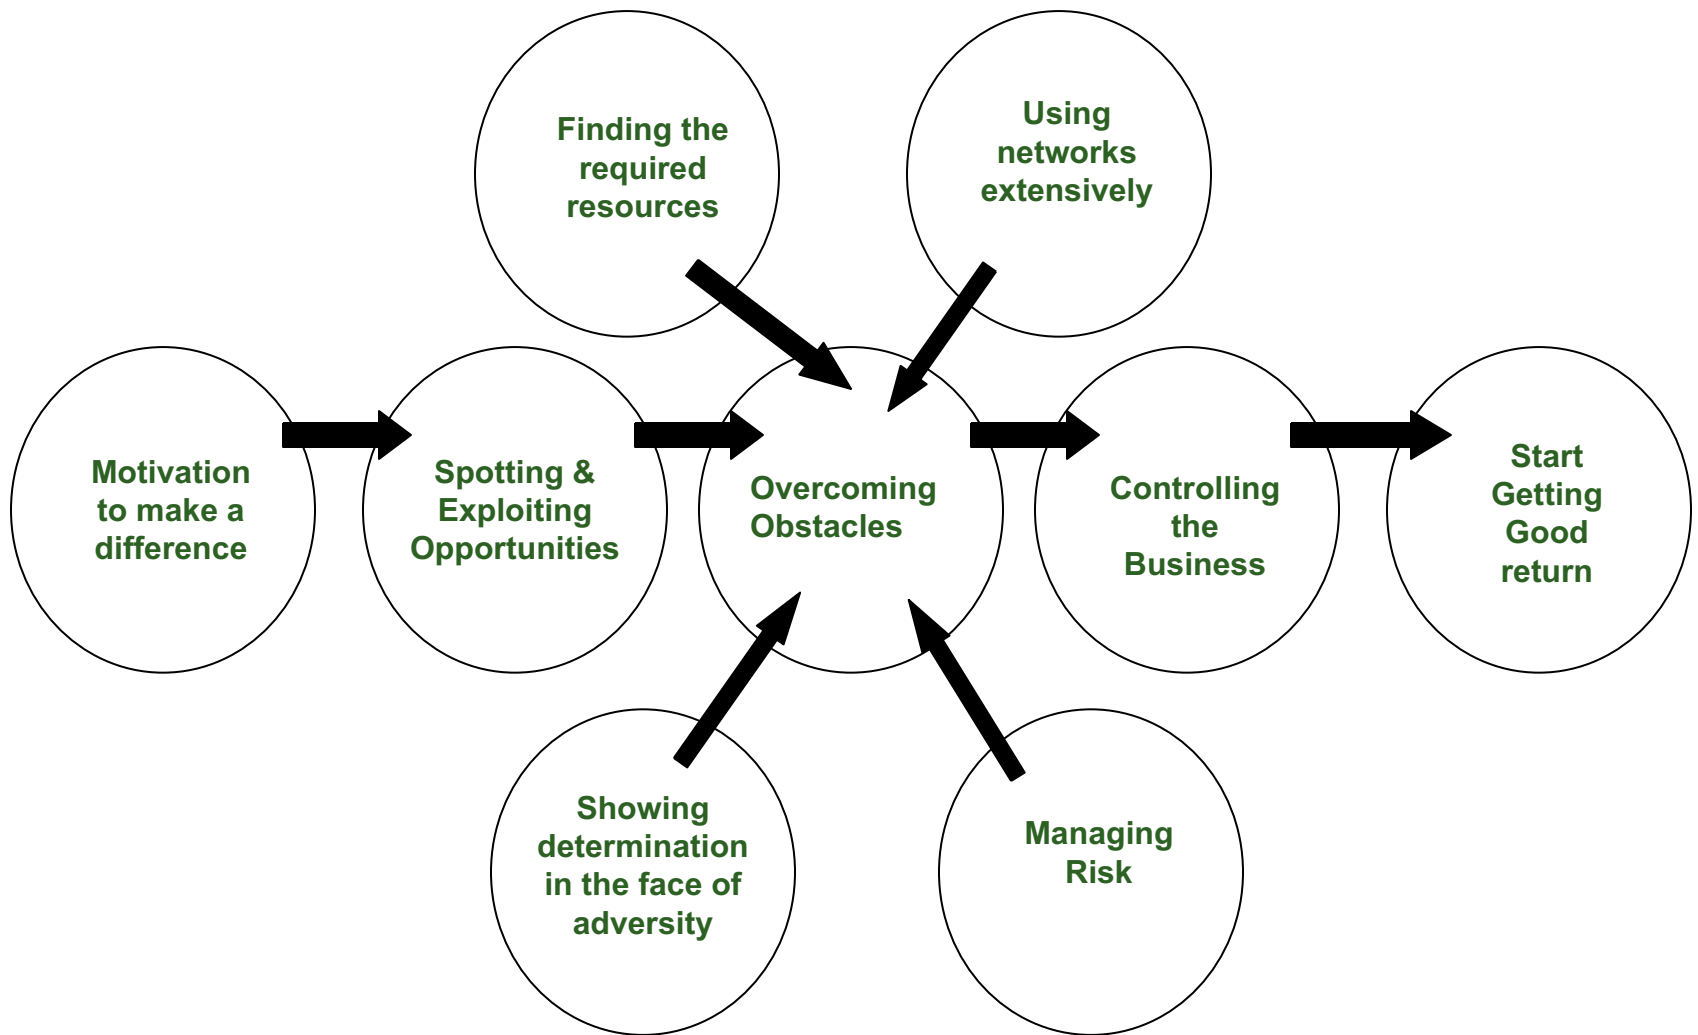 Finding the
required
resources
Using
networks
extensively
Motivation
to make a
difference
Spotting &
Exploiting
Opportunities
Overcoming
Obstacles
Controlling
the
Business
Start
Getting
Good
return
Showing
determination
in the face of
adversity
Managing
Risk